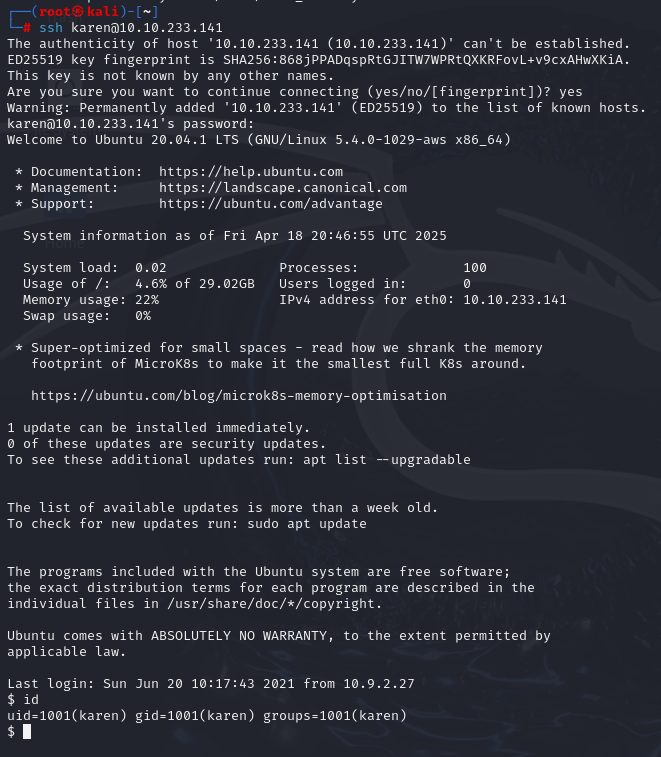 ┌──(root㉿kali)-[~]
└─# ssh karen@10.10.233.141
The authenticity of host '10.10.233.141 (10.10.233.141)' can't be established.
ED25519 key fingerprint is SHA256:868jPPADqspRtGJITW7WPRtQXKRFovL+v9cxAHwXKiA.
This key is not known by any other names.
Are you sure you want to continue connecting (yes/no/[fingerprint])? yes
Warning: Permanently added '10.10.233.141' (ED25519) to the list of known hosts.
karen@10.10.233.141's password:
Welcome to Ubuntu 20.04.1 LTS (GNU/Linux 5.4.0-1029-aws x86_64)

 * Documentation:  https://help.ubuntu.com
 * Management:     https://landscape.canonical.com
 * Support:        https://ubuntu.com/advantage

  System information as of Fri Apr 18 20:46:55 UTC 2025

  System load:  0.02              Processes:             100
  Usage of /:   4.6% of 29.02GB   Users logged in:       0
  Memory usage: 22%               IPv4 address for eth0: 10.10.233.141
  Swap usage:   0%

 * Super-optimized for small spaces - read how we shrank the memory
   footprint of MicroK8s to make it the smallest full K8s around.

   https://ubuntu.com/blog/microk8s-memory-optimisation

1 update can be installed immediately.
0 of these updates are security updates.
To see these additional updates run: apt list --upgradable


The list of available updates is more than a week old.
To check for new updates run: sudo apt update


The programs included with the Ubuntu system are free software;
the exact distribution terms for each program are described in the
individual files in /usr/share/doc/*/copyright.

Ubuntu comes with ABSOLUTELY NO WARRANTY, to the extent permitted by
applicable law.

Last login: Sun Jun 20 10:17:43 2021 from 10.9.2.27
$ id
uid=1001(karen) gid=1001(karen) groups=1001(karen)
$